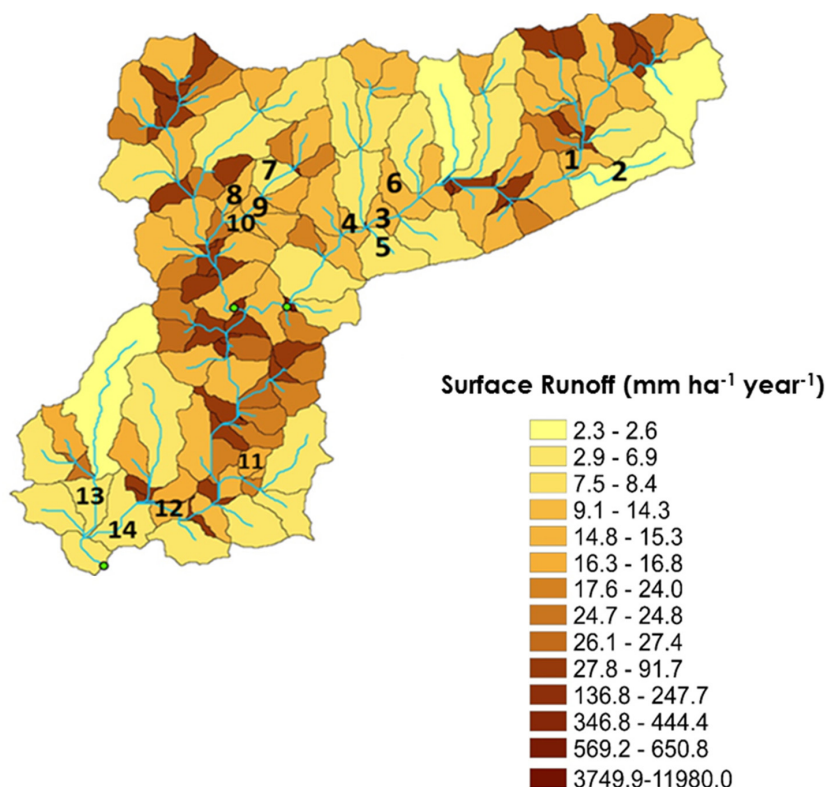 1
2
7
6
8
9
10
4
3
5
Surface Runoff (mm ha⁻¹ year⁻¹)
2.3 - 2.6
2.9 - 6.9
7.5 - 8.4
9.1 - 14.3
14.8 - 15.3
16.3 - 16.8
17.6 - 24.0
24.7 - 24.8
26.1 - 27.4
27.8 - 91.7
136.8 - 247.7
346.8 - 444.4
569.2 - 650.8
3749.9-11980.0
11
13
12
14